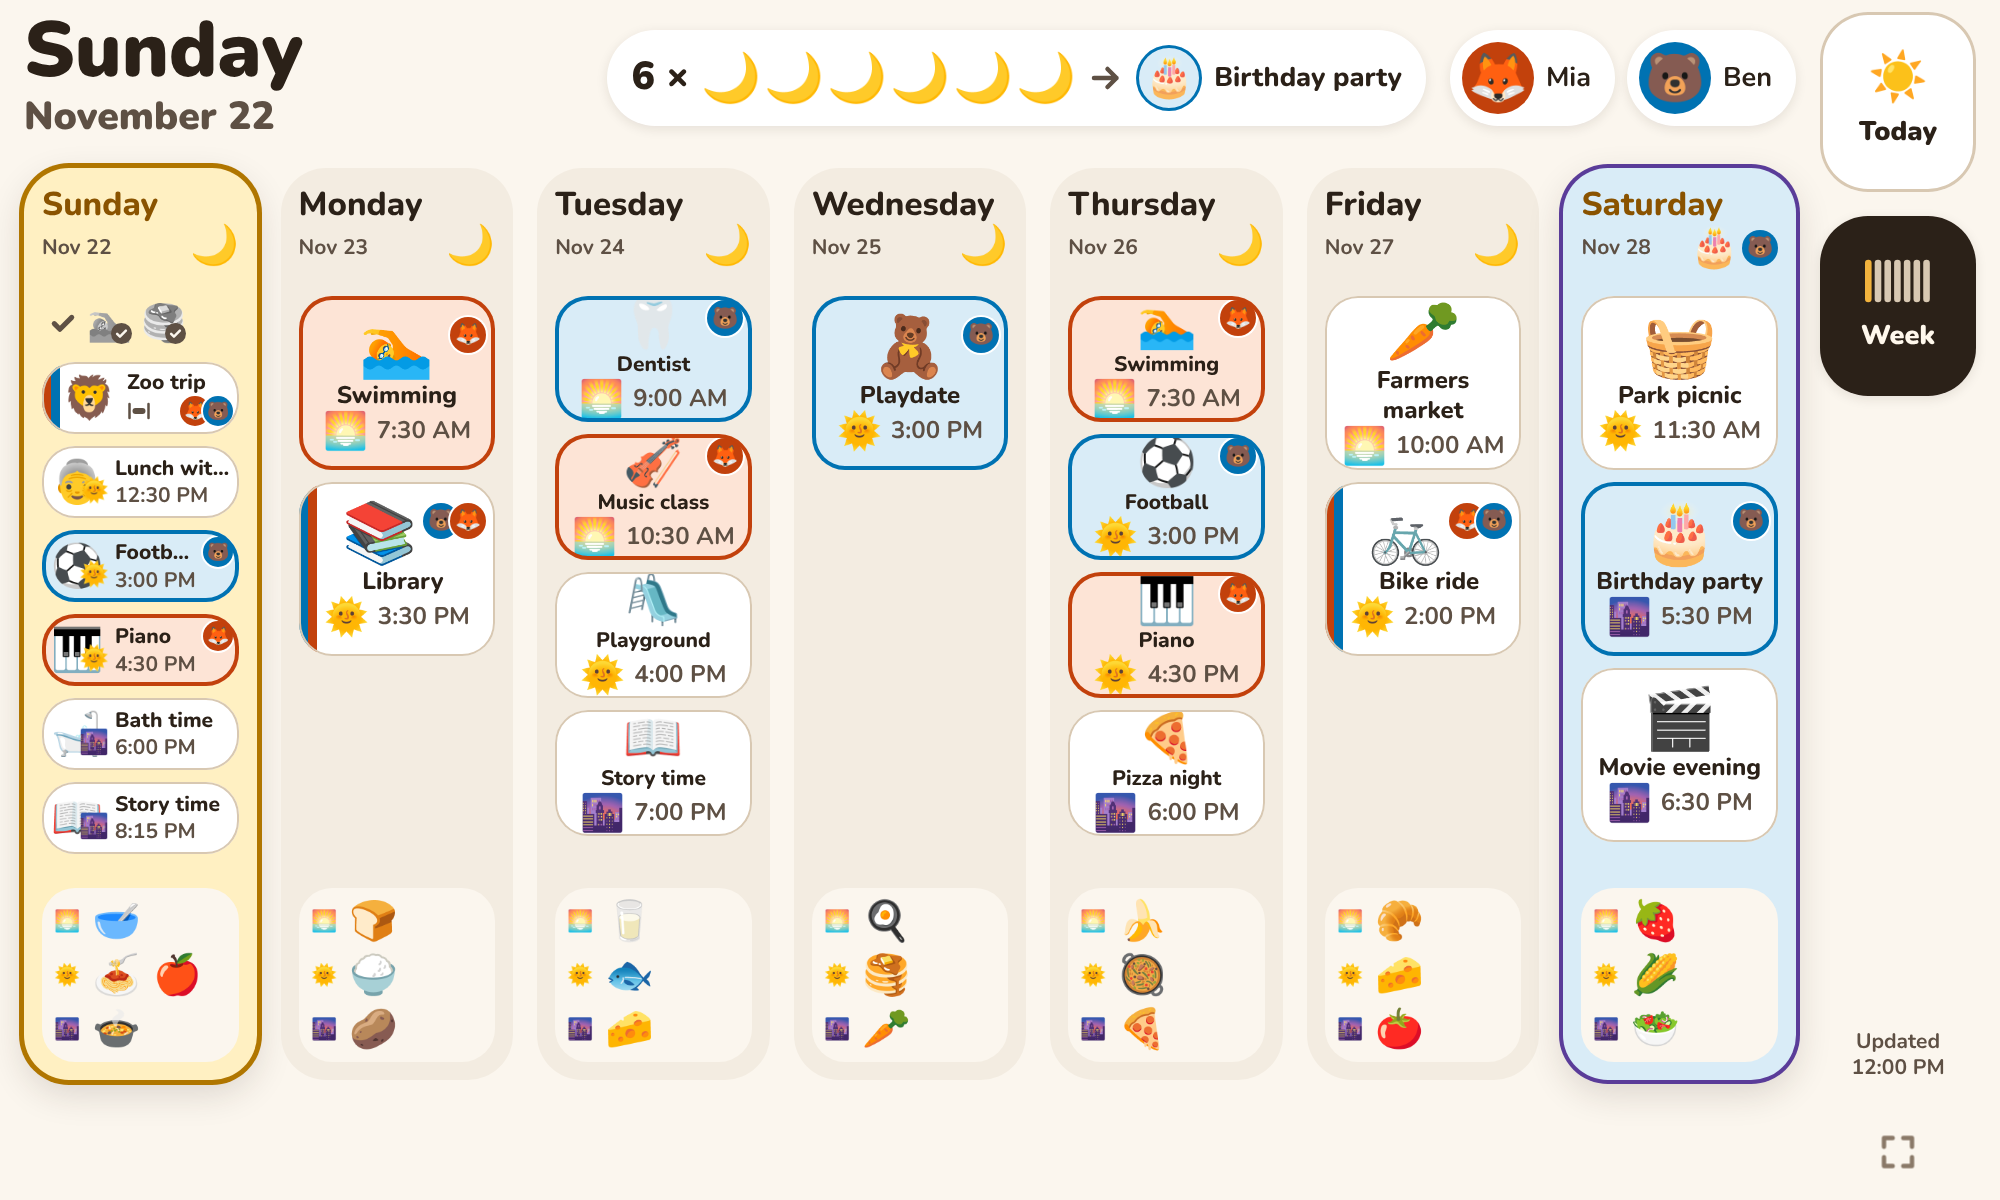 Sunday
November 22
6 × → Birthday party
Mia
Ben
Today
Week
Sunday
Nov 22
Zoo trip
Lunch wit...
12:30 PM
Footb...
3:00 PM
Piano
4:30 PM
Bath time
6:00 PM
Story time
8:15 PM
Monday
Nov 23
Swimming
7:30 AM
Library
3:30 PM
Tuesday
Nov 24
Dentist
9:00 AM
Music class
10:30 AM
Playground
4:00 PM
Story time
7:00 PM
Wednesday
Nov 25
Playdate
3:00 PM
Thursday
Nov 26
Swimming
7:30 AM
Football
3:00 PM
Piano
4:30 PM
Pizza night
6:00 PM
Friday
Nov 27
Farmers
market
10:00 AM
Bike ride
2:00 PM
Saturday
Nov 28
Park picnic
11:30 AM
Birthday party
5:30 PM
Movie evening
6:30 PM
Updated
12:00 PM